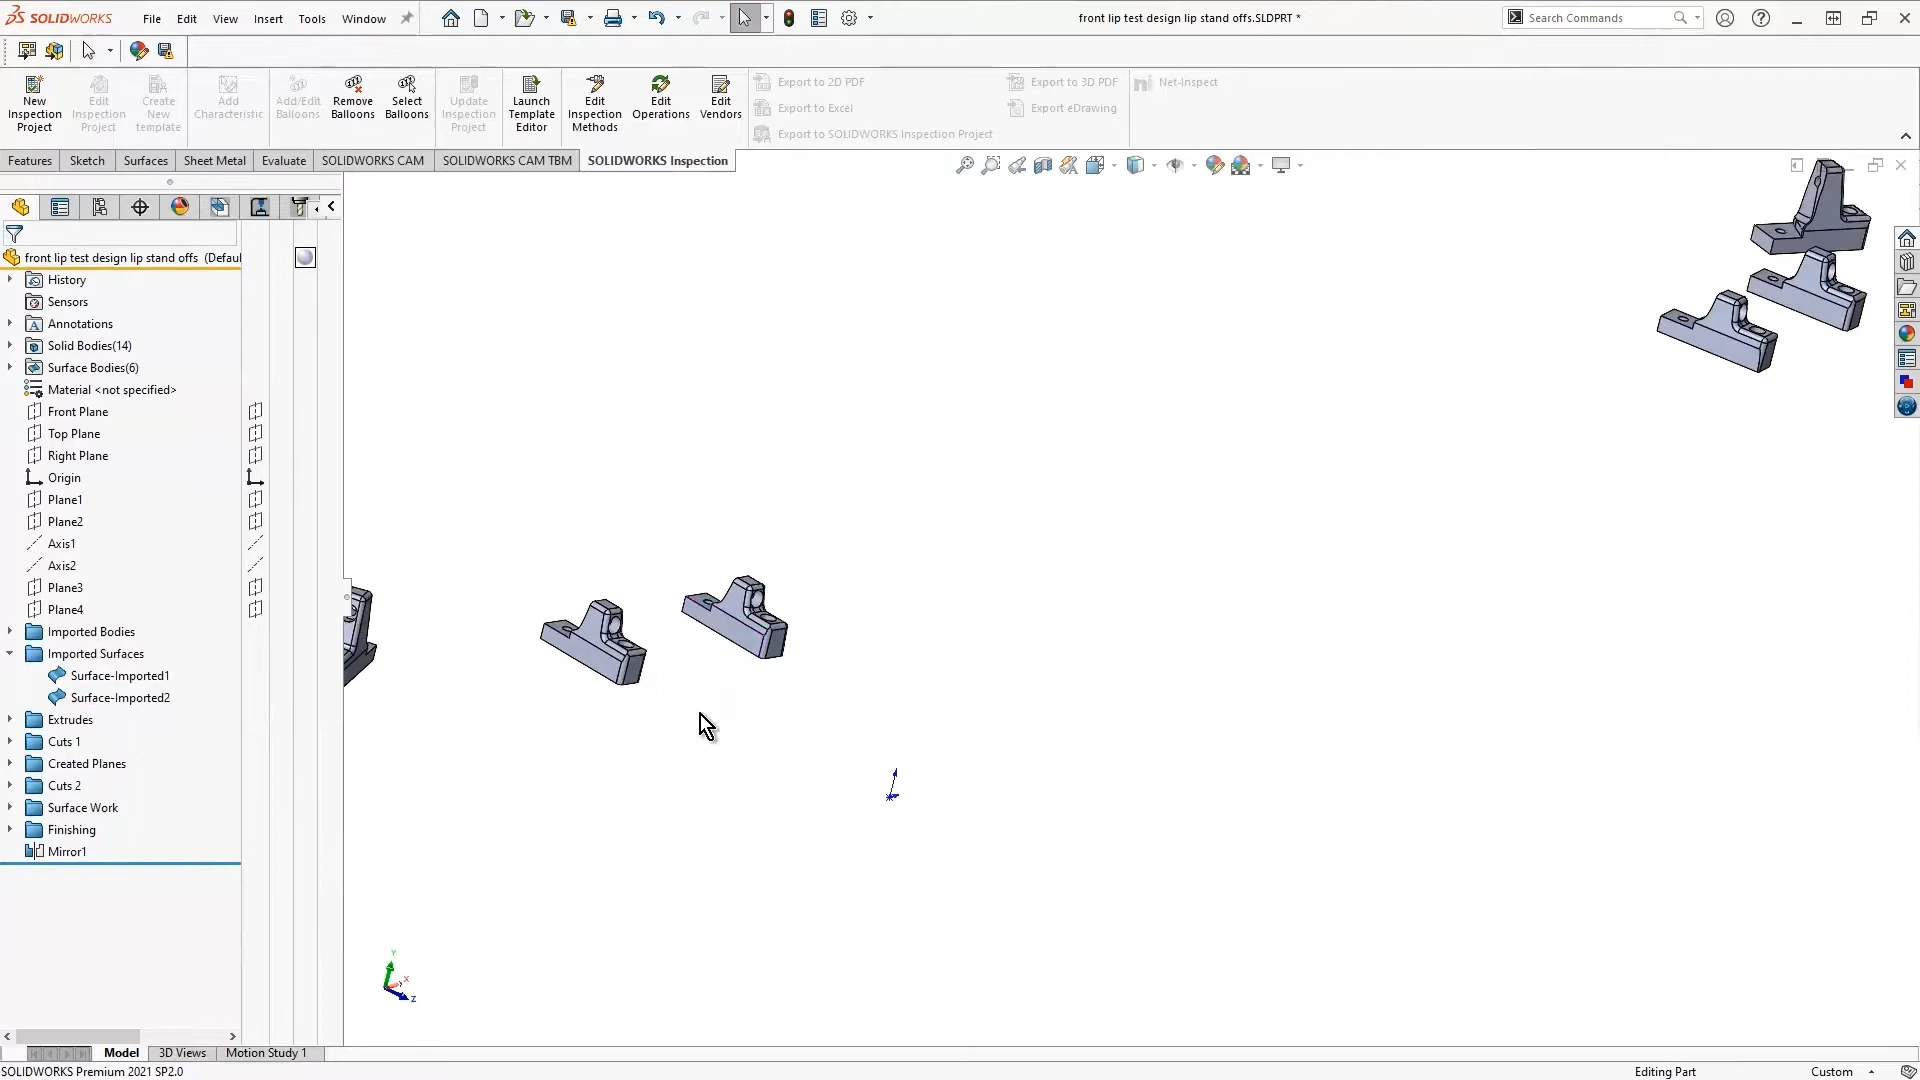 SOLIDWORKS File Edit View Insert Tools Window
front lip test design lip stand offs.SLDPRT *
Search Commands
New Inspection Project
Edit Inspection Project
Create New template
Add Characteristic
Add/Edit Balloons
Remove Balloons
Select Balloons
Update Inspection Project
Launch Template Editor
Edit Inspection Methods
Edit Operations
Edit Vendors
Export to 2D PDF
Export to Excel
Export to SOLIDWORKS Inspection Project
Export to 3D PDF
Export eDrawing
Net-Inspect
Features Sketch Surfaces Sheet Metal Evaluate SOLIDWORKS CAM SOLIDWORKS CAM TBM SOLIDWORKS Inspection
front lip test design lip stand offs (Defaul
History
Sensors
Annotations
Solid Bodies(14)
Surface Bodies(6)
Material <not specified>
Front Plane
Top Plane
Right Plane
Origin
Plane1
Plane2
Axis1
Axis2
Plane3
Plane4
Imported Bodies
Imported Surfaces
Surface-Imported1
Surface-Imported2
Extrudes
Cuts 1
Created Planes
Cuts 2
Surface Work
Finishing
Mirror1
Y
X
Z
Model 3D Views Motion Study 1
SOLIDWORKS Premium 2021 SP2.0
Editing Part
Custom